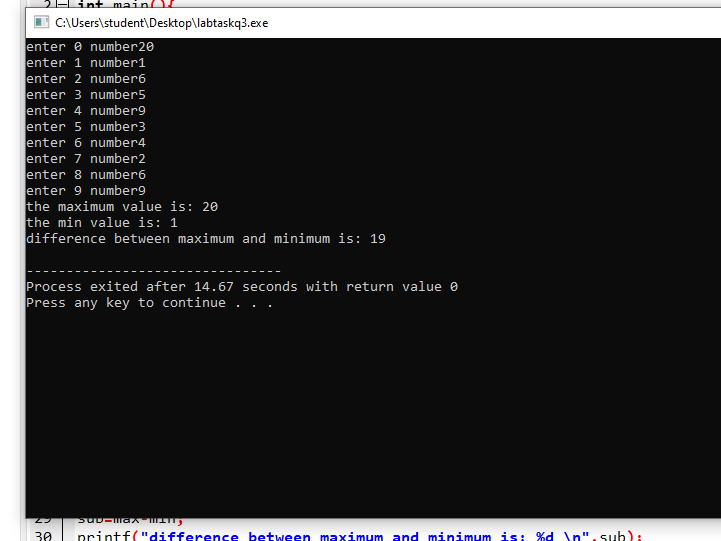 2 int main(){
C:\Users\student\Desktop\labtaskq3.exe
enter 0 number20
enter 1 number1
enter 2 number6
enter 3 number5
enter 4 number9
enter 5 number3
enter 6 number4
enter 7 number2
enter 8 number6
enter 9 number9
the maximum value is: 20
the min value is: 1
difference between maximum and minimum is: 19
--------------------------------
Process exited after 14.67 seconds with return value 0
Press any key to continue . . .
29 sub=max-min;
30 printf("difference between maximum and minimum is: %d \n",sub);